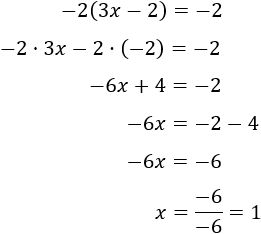 −2(3x − 2) = −2
−2 · 3x − 2 · (−2) = −2
−6x + 4 = −2
−6x = −2 − 4
−6x = −6
x = \frac{−6}{−6} = 1